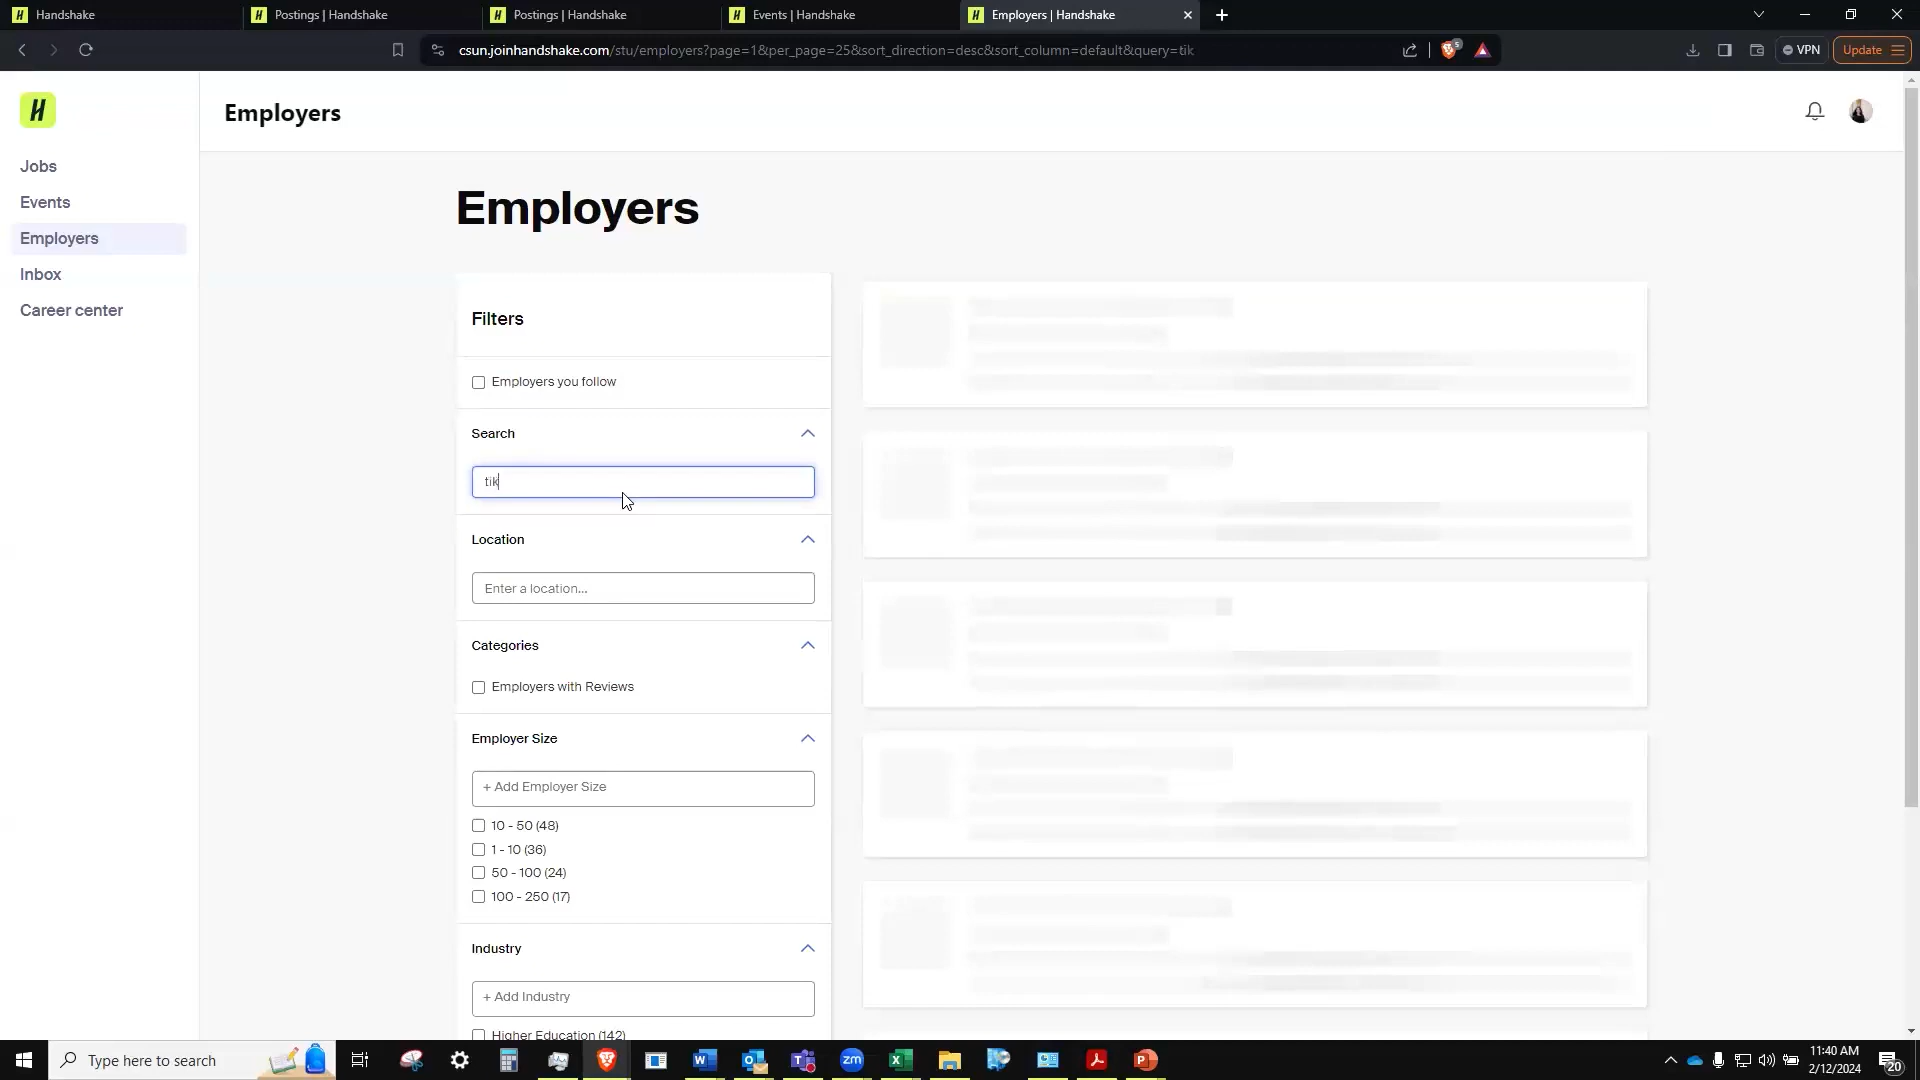 Handshake
Postings | Handshake
Postings | Handshake
Events | Handshake
Employers | Handshake
csun.joinhandshake.com/stu/employers?page=1&per_page=25&sort_direction=desc&sort_column=default&query=tik
VPN
Update
Employers
Jobs
Events
Employers
Inbox
Career center
Employers
Filters
Employers you follow
Search
tik
Location
Enter a location...
Categories
Employers with Reviews
Employer Size
+ Add Employer Size
10 - 50 (48)
1 - 10 (36)
50 - 100 (24)
100 - 250 (17)
Industry
+ Add Industry
Higher Education (142)
Type here to search
11:40 AM
2/12/2024
20